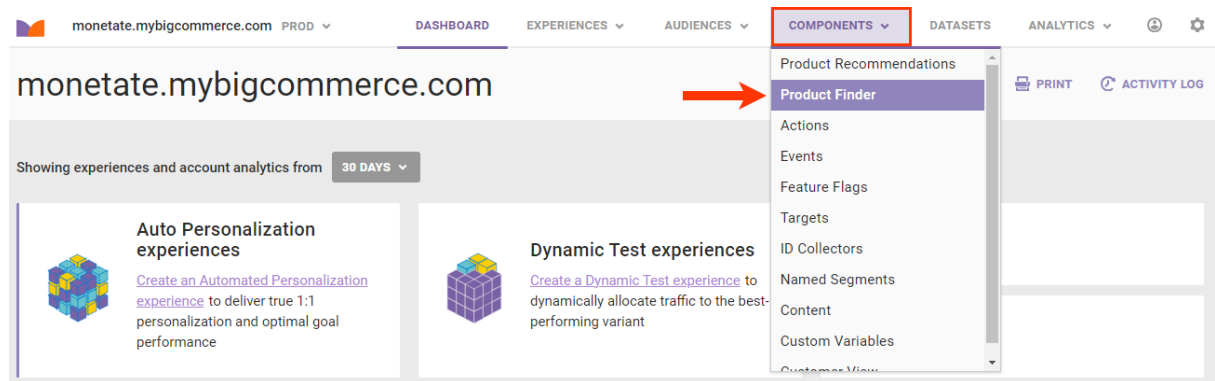 monetate.mybigcommerce.com PROD
DASHBOARD
EXPERIENCES
AUDIENCES
COMPONENTS
DATASETS
ANALYTICS
monetate.mybigcommerce.com
PRINT
ACTIVITY LOG
Product Recommendations
Product Finder
Actions
Events
Feature Flags
Targets
ID Collectors
Named Segments
Content
Custom Variables
Customer View
Showing experiences and account analytics from
30 DAYS
Auto Personalization
experiences
Create an Automated Personalization
experience to deliver true 1:1
personalization and optimal goal
performance
Dynamic Test experiences
Create a Dynamic Test experience to
dynamically allocate traffic to the best-
performing variant